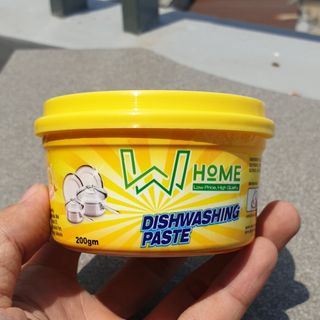 W HOME
Low Price, High Quality
DISHWASHING
PASTE
200gm